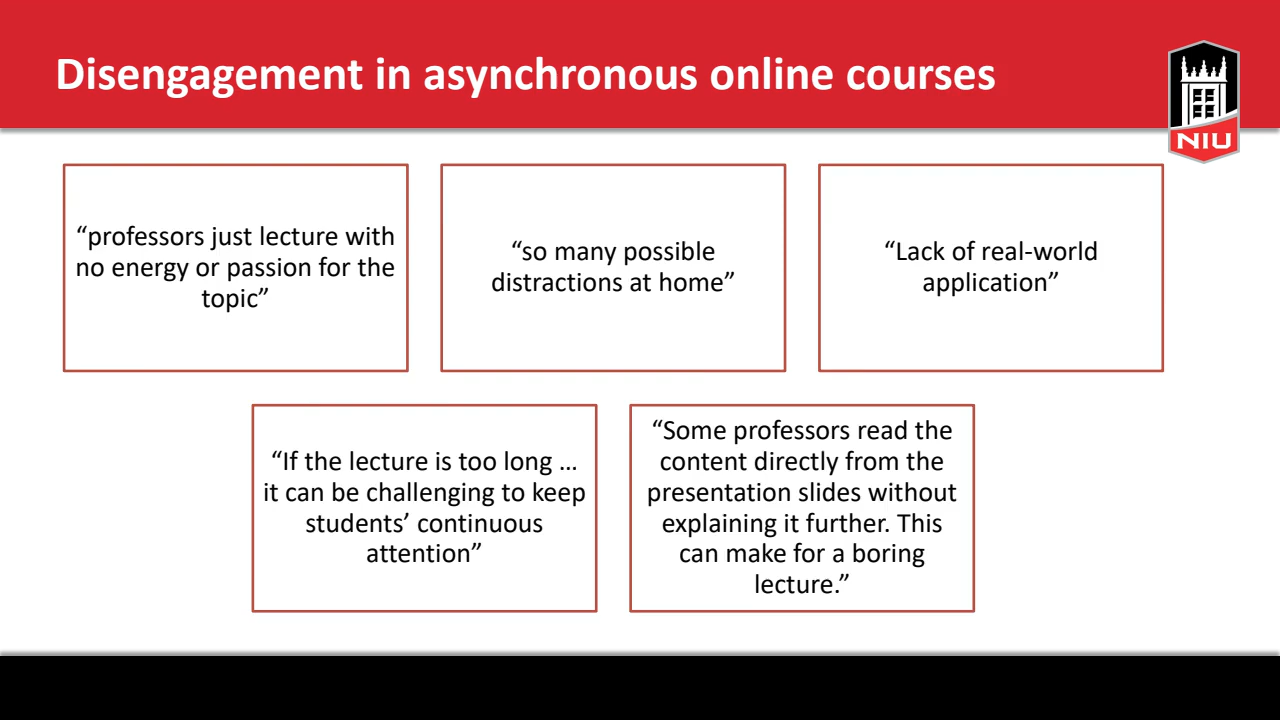 Disengagement in asynchronous online courses
NIU
“professors just lecture with
no energy or passion for the
topic”
“so many possible
distractions at home”
“Lack of real-world
application”
“If the lecture is too long …
it can be challenging to keep
students’ continuous
attention”
“Some professors read the
content directly from the
presentation slides without
explaining it further. This
can make for a boring
lecture.”